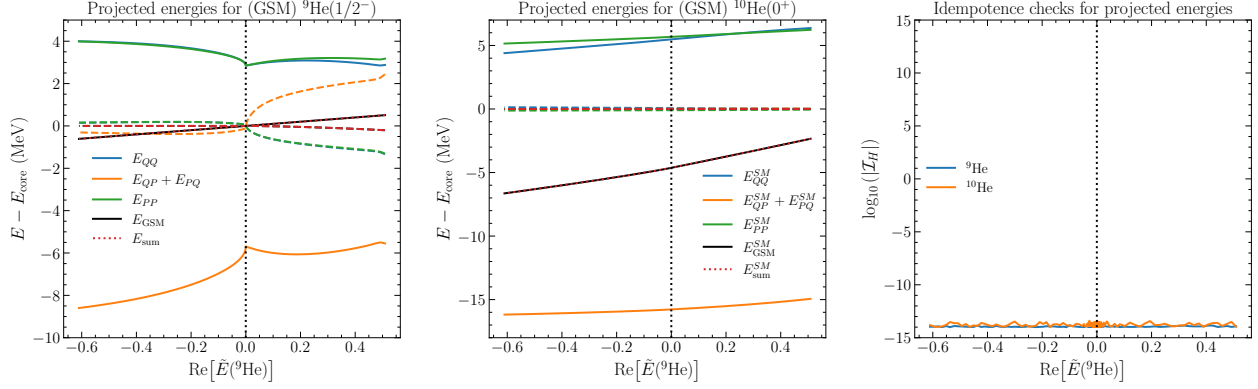 Projected energies for (GSM) ⁹He(1/2⁻)
E − E_core (MeV)
4
2
0
−2
−4
−6
−8
−10
E_QQ
E_QP + E_PQ
E_PP
E_GSM
E_sum
−0.6 −0.4 −0.2 0.0 0.2 0.4
Re[Ẽ(⁹He)]
Projected energies for (GSM) ¹⁰He(0⁺)
E − E_core (MeV)
5
0
−5
−10
−15
E^SM_QQ
E^SM_QP + E^SM_PQ
E^SM_PP
E^SM_GSM
E^SM_sum
−0.6 −0.4 −0.2 0.0 0.2 0.4
Re[Ẽ(⁹He)]
Idempotence checks for projected energies
log₁₀(|ℐ_H|)
15
10
5
0
−5
−10
−15
⁹He
¹⁰He
−0.6 −0.4 −0.2 0.0 0.2 0.4
Re[Ẽ(⁹He)]